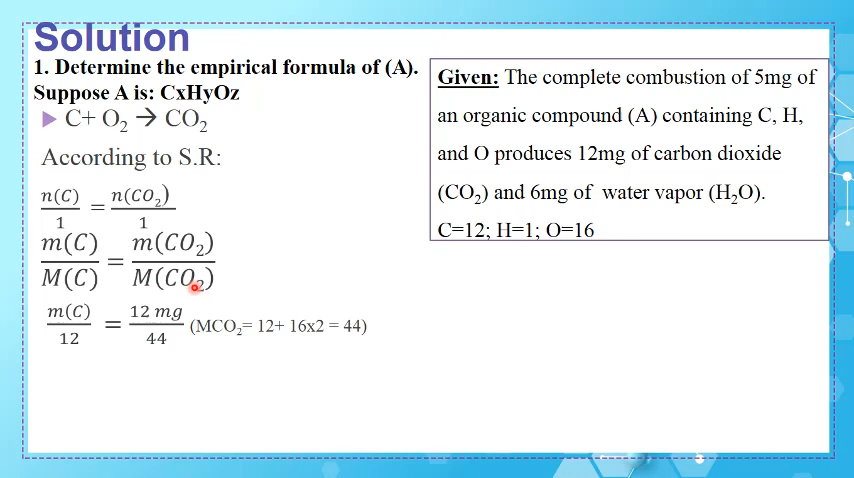 Solution
1. Determine the empirical formula of (A).
Suppose A is: CxHyOz
C+ O₂ → CO₂
According to S.R:
n(C)/1 = n(CO₂)/1
m(C)/M(C) = m(CO₂)/M(CO₂)
m(C)/12 = 12 mg/44 (MCO₂= 12+ 16x2 = 44)
Given: The complete combustion of 5mg of
an organic compound (A) containing C, H,
and O produces 12mg of carbon dioxide
(CO₂) and 6mg of water vapor (H₂O).
C=12; H=1; O=16